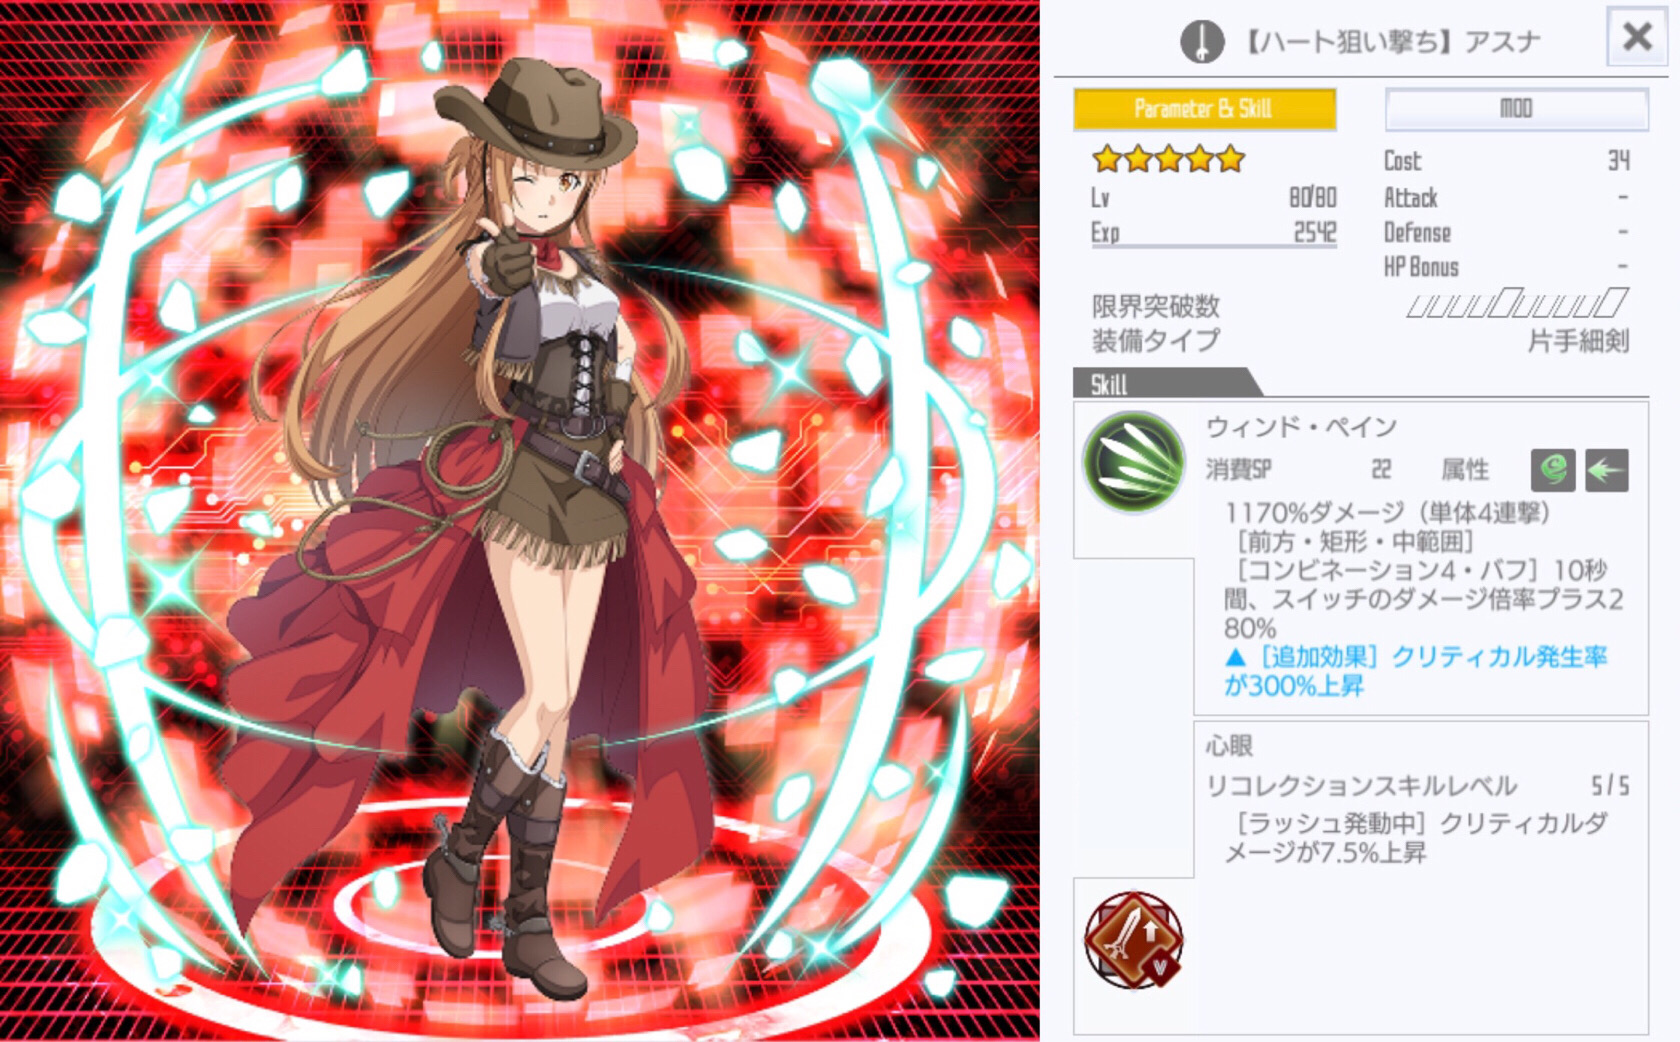 【ハート狙い撃ち】アスナ
Parameter & Skill
MOD
Lv 80/80
Exp 2542
Cost 34
Attack -
Defense -
HP Bonus -
限界突破数
装備タイプ 片手細剣
Skill
ウィンド・ペイン
消費SP 22 属性
1170%ダメージ（単体4連撃）
［前方・矩形・中範囲］
［コンビネーション4・バフ］10秒
間、スイッチのダメージ倍率プラス2
80%
▲［追加効果］クリティカル発生率
が300%上昇
心眼
リコレクションスキルレベル 5/5
［ラッシュ発動中］クリティカルダ
メージが7.5%上昇
V